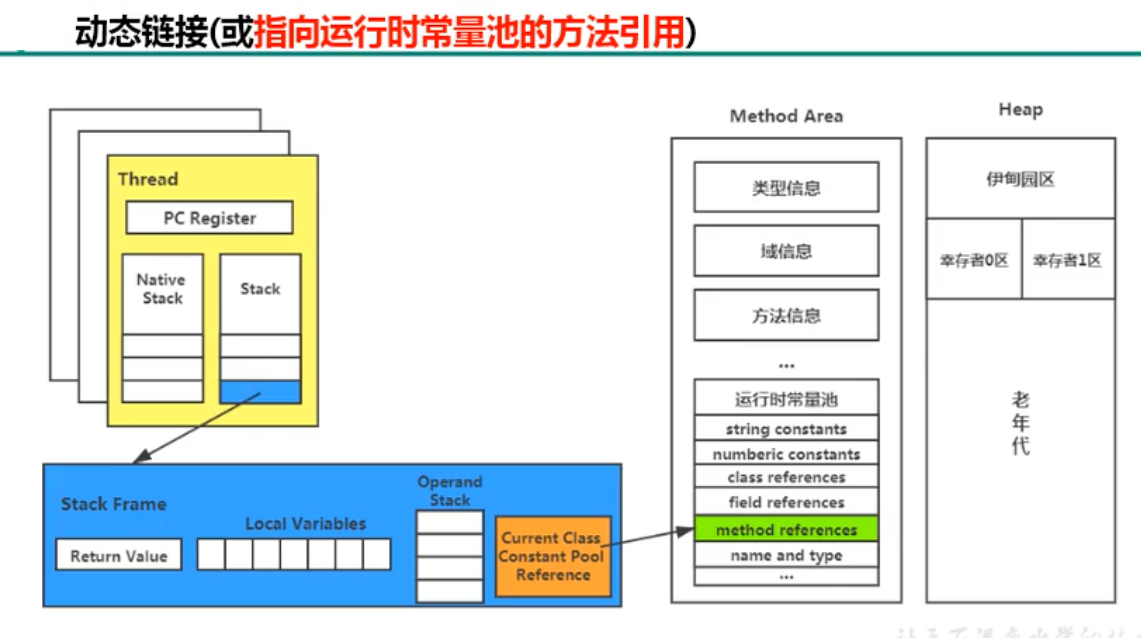 动态链接(或指向运行时常量池的方法引用)
Thread
PC Register
Native
Stack
Stack
Stack Frame
Return Value
Local Variables
Operand
Stack
Current Class
Constant Pool
Reference
Method Area
类型信息
域信息
方法信息
...
运行时常量池
string constants
numberic constants
class references
field references
method references
name and type
...
Heap
伊甸园区
幸存者0区
幸存者1区
老
年
代